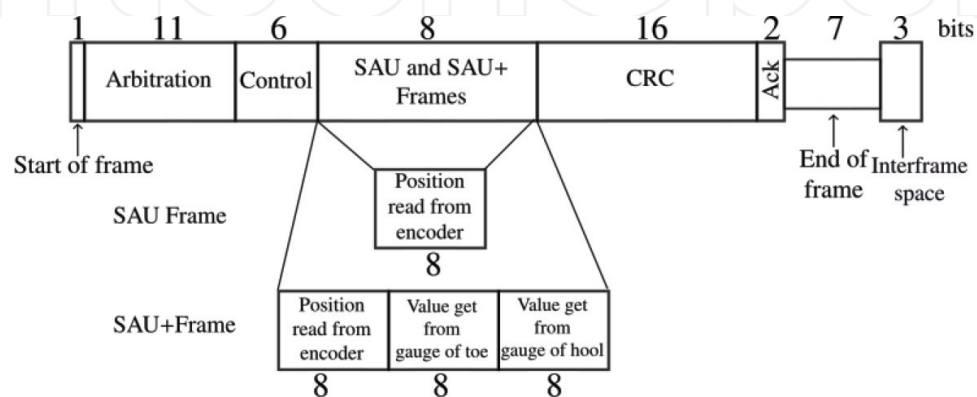 1 11 6 8 16 2 7 3 bits
Arbitration
Control
SAU and SAU+
Frames
CRC
Ack
Start of frame
End of
frame
Interframe
space
SAU Frame
Position
read from
encoder
8
SAU+Frame
Position
read from
encoder
Value get
from
gauge of toe
Value get
from
gauge of hool
8 8 8